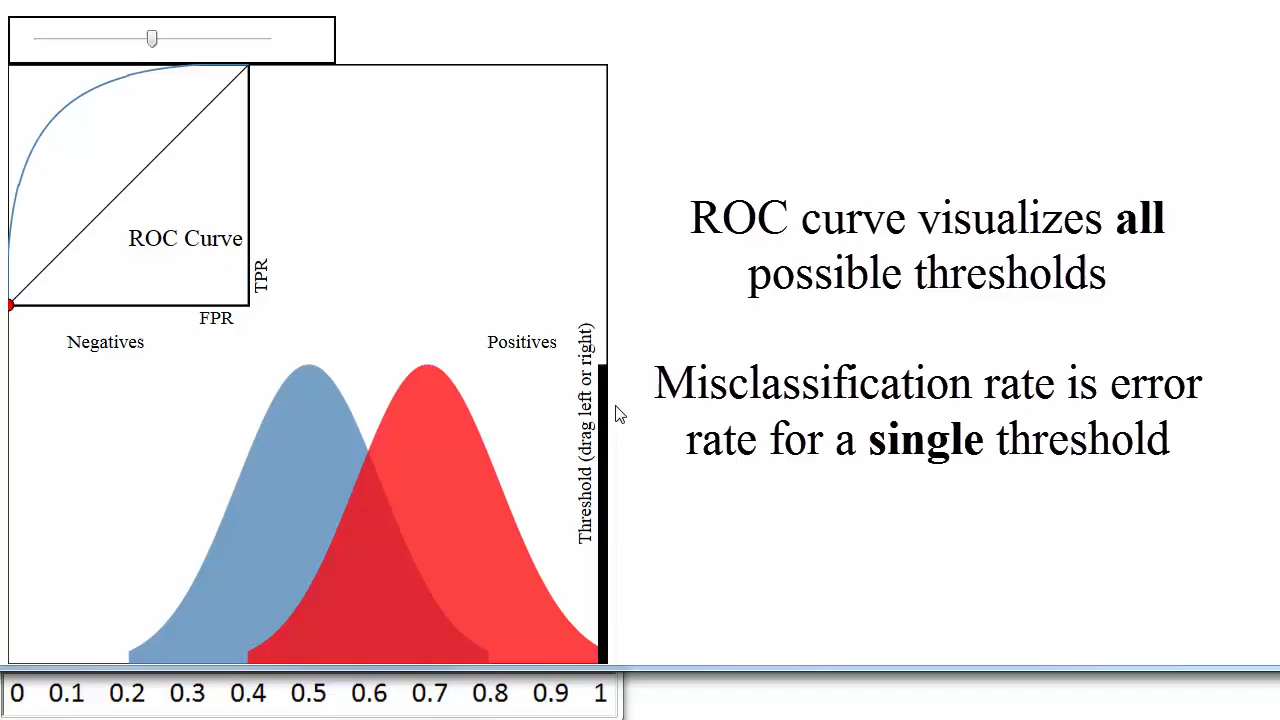 ROC Curve
TPR
FPR
Negatives
Positives
Threshold (drag left or right)
0 0.1 0.2 0.3 0.4 0.5 0.6 0.7 0.8 0.9 1
ROC curve visualizes all
possible thresholds
Misclassification rate is error
rate for a single threshold